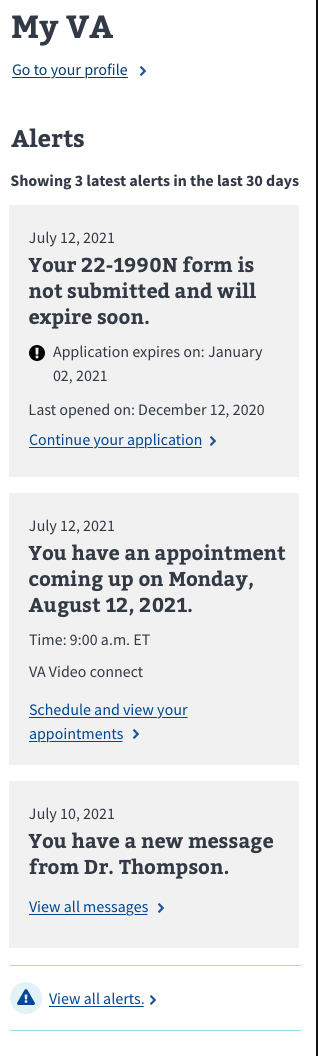 My VA
Go to your profile
Alerts
Showing 3 latest alerts in the last 30 days
July 12, 2021
Your 22-1990N form is
not submitted and will
expire soon.
Application expires on: January
02, 2021
Last opened on: December 12, 2020
Continue your application
July 12, 2021
You have an appointment
coming up on Monday,
August 12, 2021.
Time: 9:00 a.m. ET
VA Video connect
Schedule and view your
appointments
July 10, 2021
You have a new message
from Dr. Thompson.
View all messages
View all alerts.